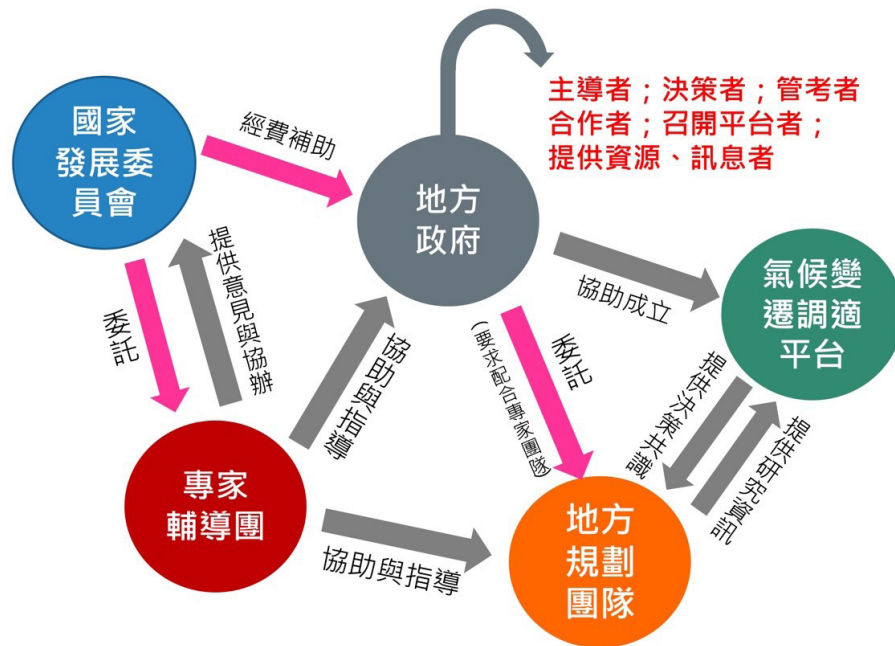 主導者；決策者；管考者
合作者；召開平台者；
提供資源、訊息者
國家
發展委
員會
經費補助
地方
政府
委託
提供意見與協辦
協助與指導
協助成立
氣候變
遷調適
平台
委託
(要求配合專家團隊)
提供決策共識
提供研究資訊
專家
輔導團
協助與指導
地方
規劃
團隊